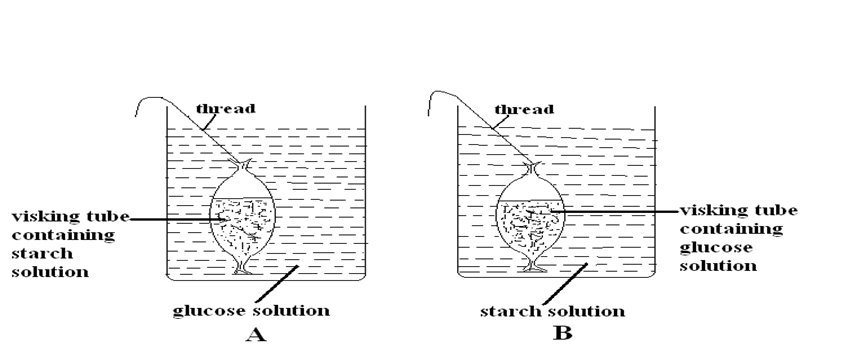 thread
visking tube
containing
starch
solution
glucose solution
A
thread
visking tube
containing
glucose
solution
starch solution
B